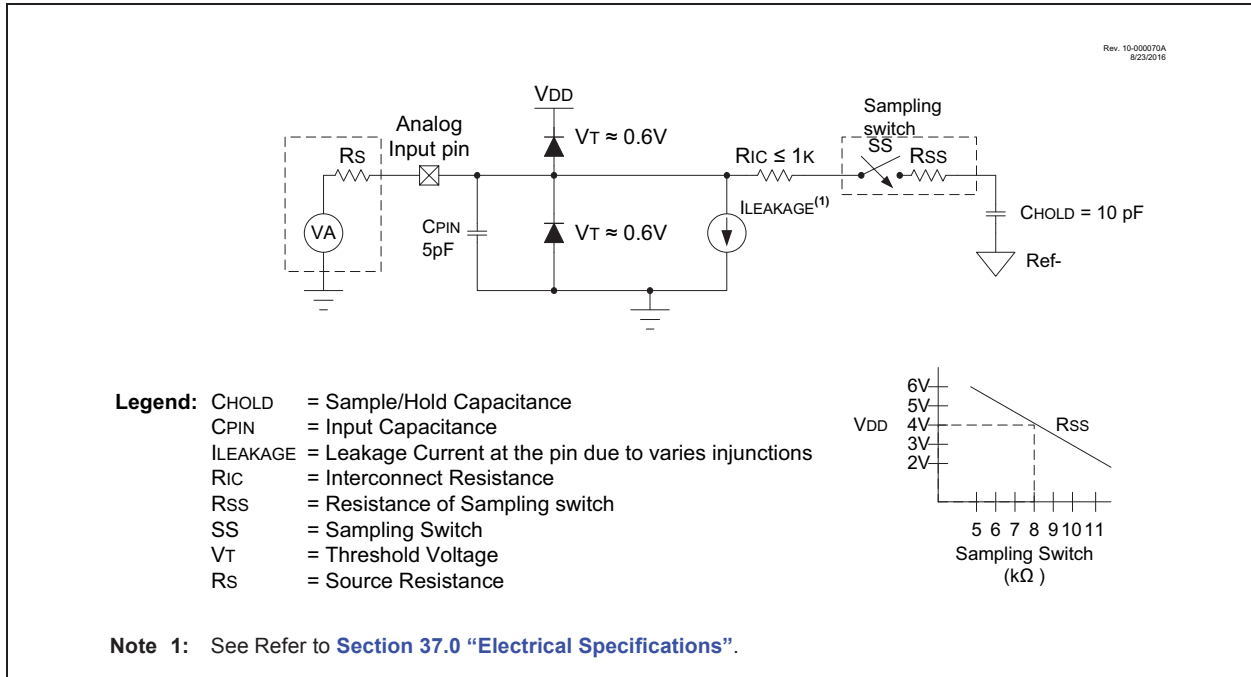 Rev. 10-000070A
8/23/2016
VDD
Sampling
switch
Analog
Input pin
VT ≈ 0.6V
RS
RIC ≤ 1K
SS
RSS
ILEAKAGE(1)
CHOLD = 10 pF
VA
CPIN
5pF
VT ≈ 0.6V
Ref-
Legend: CHOLD = Sample/Hold Capacitance
CPIN = Input Capacitance
ILEAKAGE = Leakage Current at the pin due to varies injunctions
RIC = Interconnect Resistance
RSS = Resistance of Sampling switch
SS = Sampling Switch
VT = Threshold Voltage
RS = Source Resistance
6V
5V
VDD 4V RSS
3V
2V
5 6 7 8 9 10 11
Sampling Switch
(kΩ )
Note 1: See Refer to Section 37.0 “Electrical Specifications”.